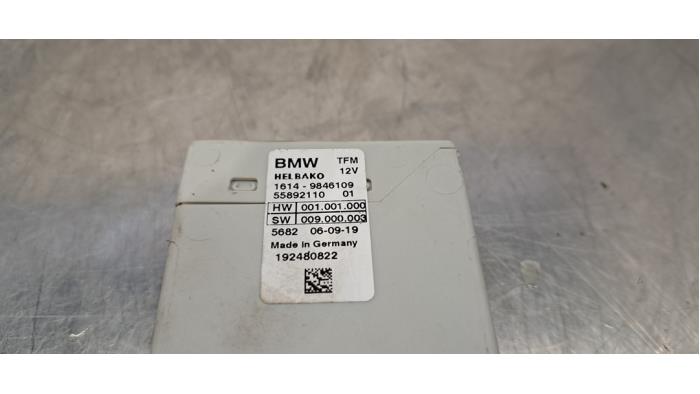 BMW TFM
HELBAKO 12V
1614 - 9846109
55892110 01
HW 001.001.000
SW 009.000.003
5682 06-09-19
Made in Germany
192480822